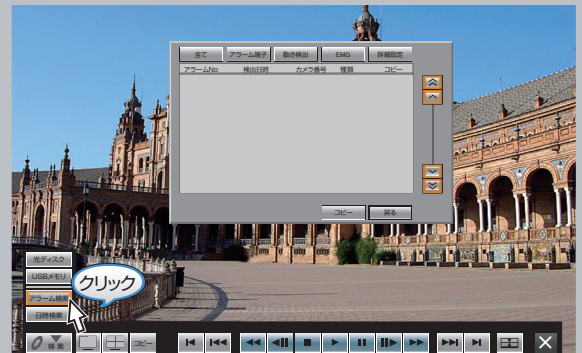 全て アラーム端子 動き検出 EMG 詳細設定
アラームNo 検出日時 カメラ番号 種類 コピー
コピー 戻る
光ディスク
USBメモリ
アラーム検索
クリック
日時検索
検索 コピー